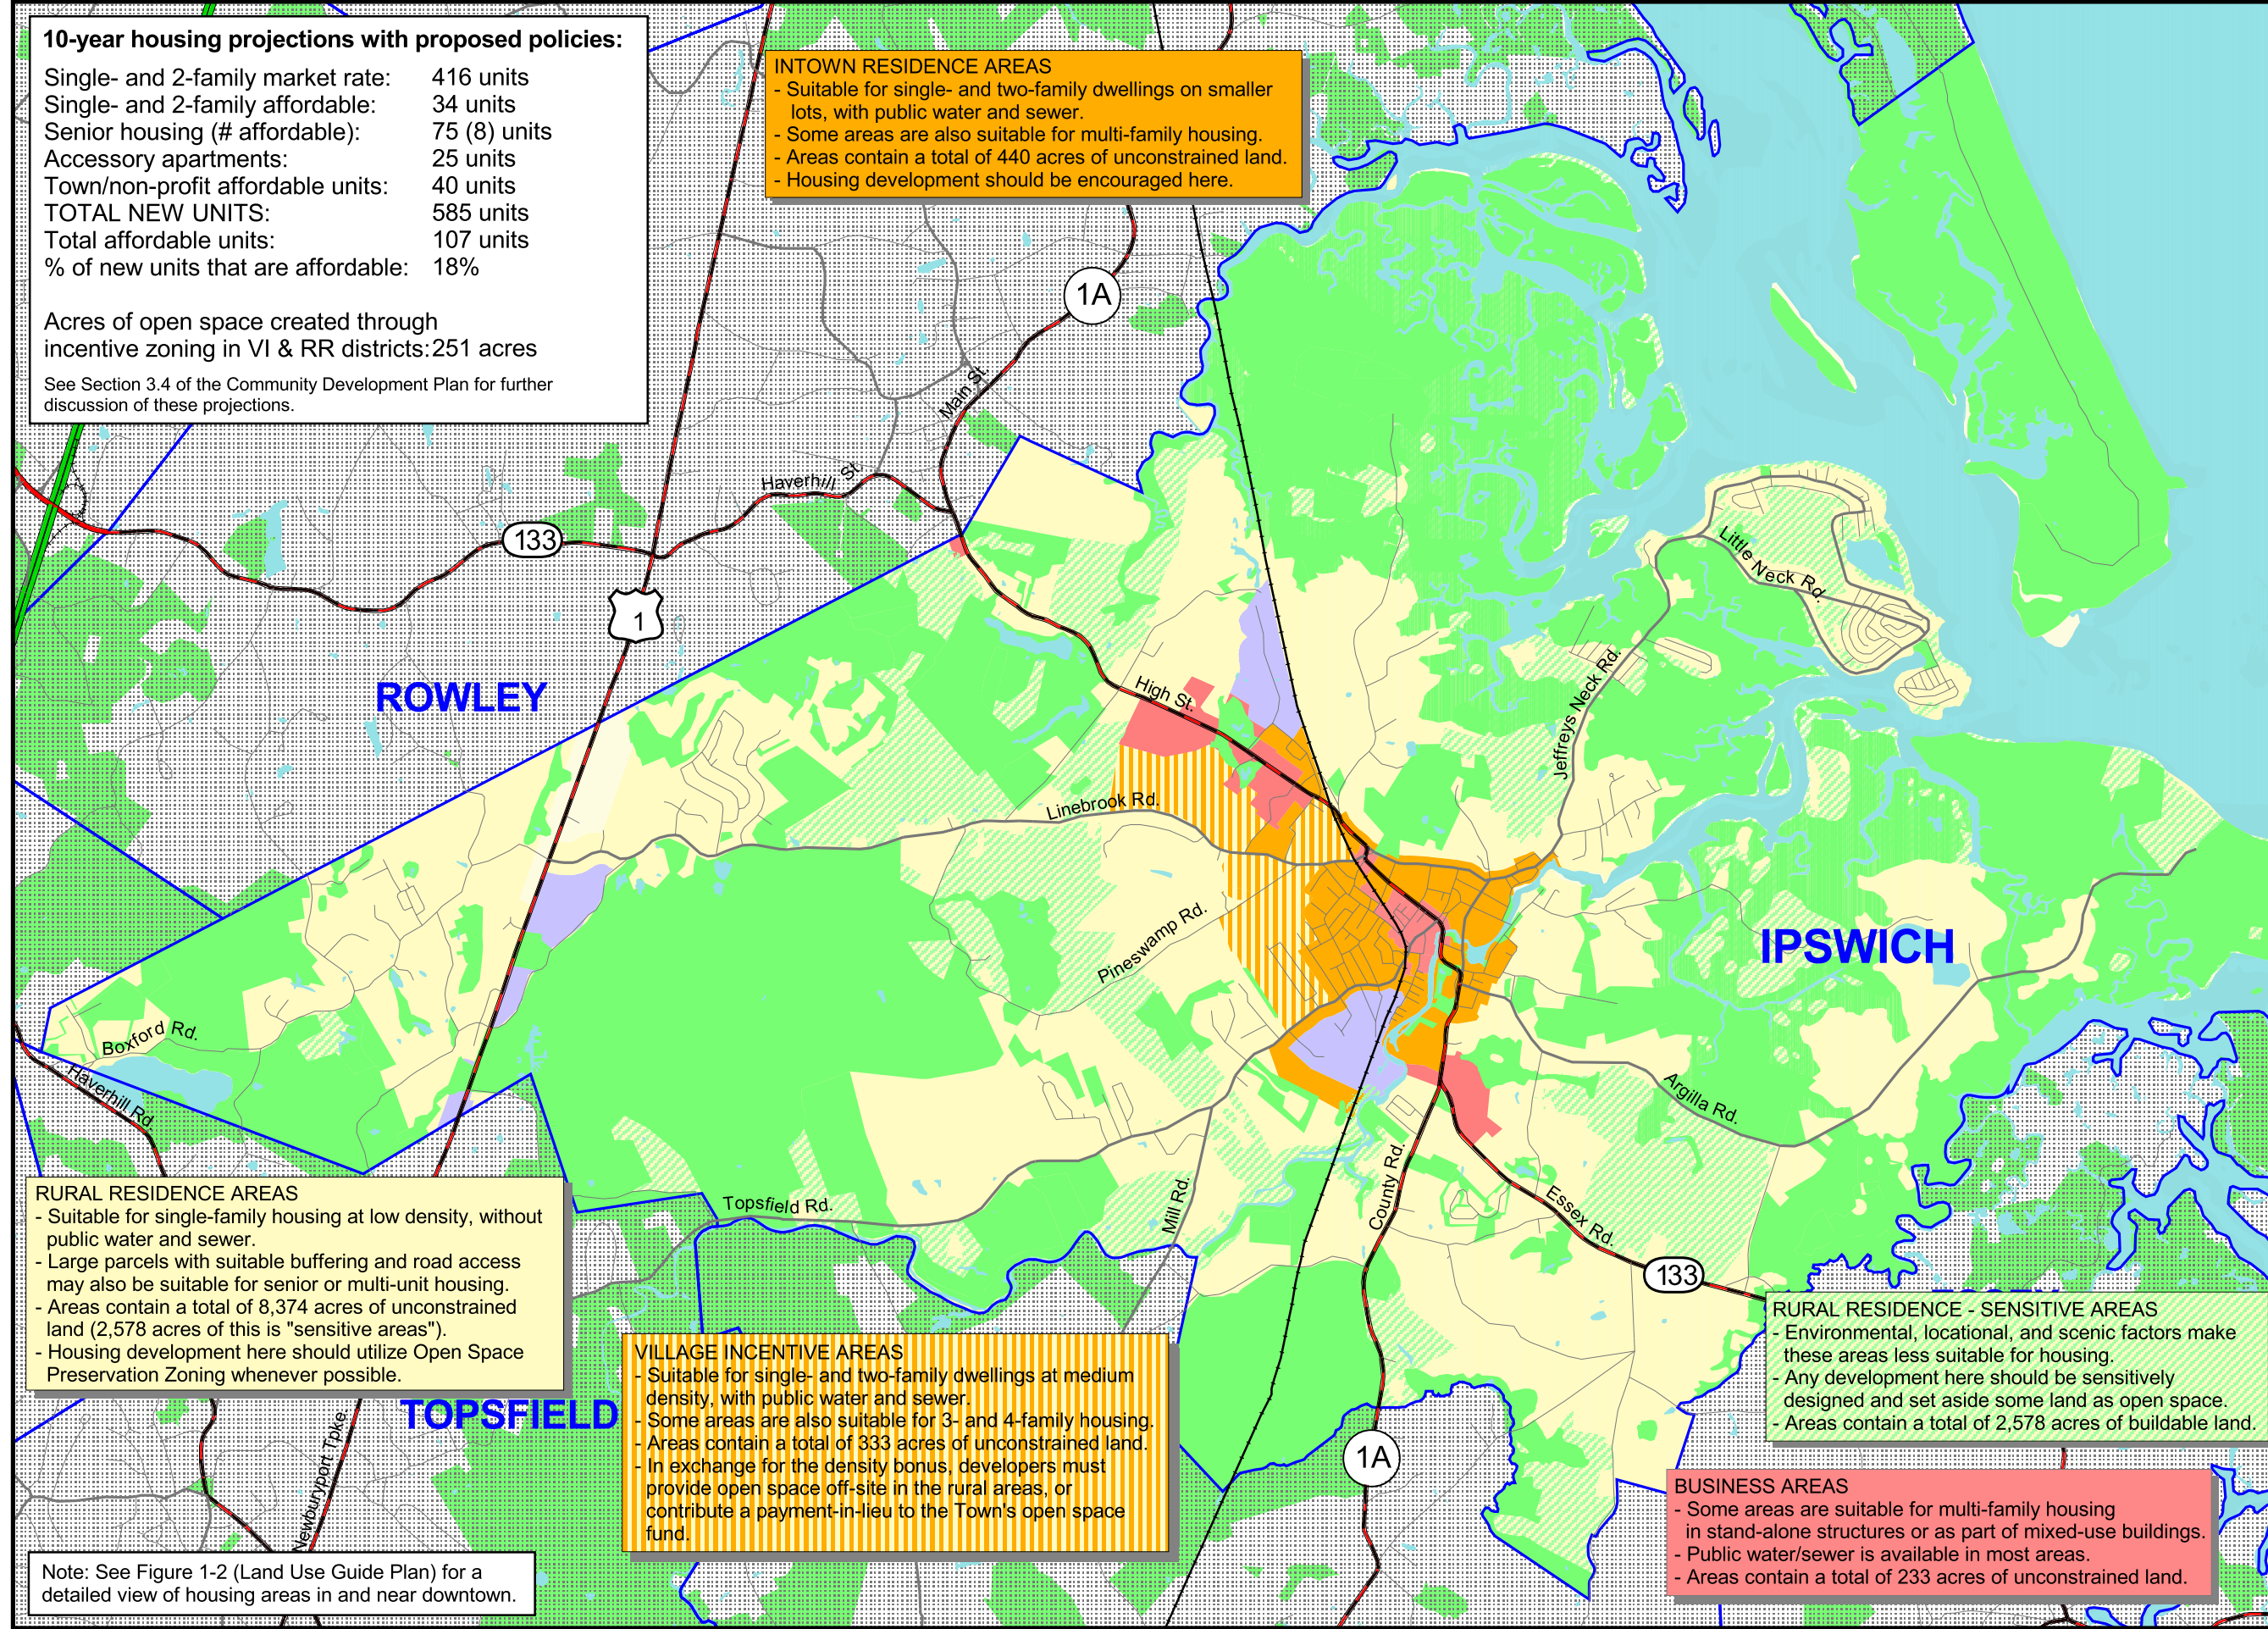 10-year housing projections with proposed policies:
Single- and 2-family market rate: 416 units
Single- and 2-family affordable: 34 units
Senior housing (# affordable): 75 (8) units
Accessory apartments: 25 units
Town/non-profit affordable units: 40 units
TOTAL NEW UNITS: 585 units
Total affordable units: 107 units
% of new units that are affordable: 18%
Acres of open space created through
incentive zoning in VI & RR districts: 251 acres
See Section 3.4 of the Community Development Plan for further
discussion of these projections.
INTOWN RESIDENCE AREAS
- Suitable for single- and two-family dwellings on smaller
lots, with public water and sewer.
- Some areas are also suitable for multi-family housing.
- Areas contain a total of 440 acres of unconstrained land.
- Housing development should be encouraged here.
1A
Main St
Haverhill St.
133
1
ROWLEY
High St.
Linebrook Rd.
Little Neck Rd.
Jeffreys Neck Rd.
Pineswamp Rd.
IPSWICH
Boxford Rd.
Haverhill Rd.
Argilla Rd.
Topsfield Rd.
Mill Rd.
County Rd.
Essex Rd.
133
RURAL RESIDENCE AREAS
- Suitable for single-family housing at low density, without
public water and sewer.
- Large parcels with suitable buffering and road access
may also be suitable for senior or multi-unit housing.
- Areas contain a total of 8,374 acres of unconstrained
land (2,578 acres of this is "sensitive areas").
- Housing development here should utilize Open Space
Preservation Zoning whenever possible.
TOPSFIELD
Newburyport Tpke
VILLAGE INCENTIVE AREAS
- Suitable for single- and two-family dwellings at medium
density, with public water and sewer.
- Some areas are also suitable for 3- and 4-family housing.
- Areas contain a total of 333 acres of unconstrained land.
- In exchange for the density bonus, developers must
provide open space off-site in the rural areas, or
contribute a payment-in-lieu to the Town's open space
fund.
1A
RURAL RESIDENCE - SENSITIVE AREAS
- Environmental, locational, and scenic factors make
these areas less suitable for housing.
- Any development here should be sensitively
designed and set aside some land as open space.
- Areas contain a total of 2,578 acres of buildable land.
BUSINESS AREAS
- Some areas are suitable for multi-family housing
in stand-alone structures or as part of mixed-use buildings.
- Public water/sewer is available in most areas.
- Areas contain a total of 233 acres of unconstrained land.
Note: See Figure 1-2 (Land Use Guide Plan) for a
detailed view of housing areas in and near downtown.